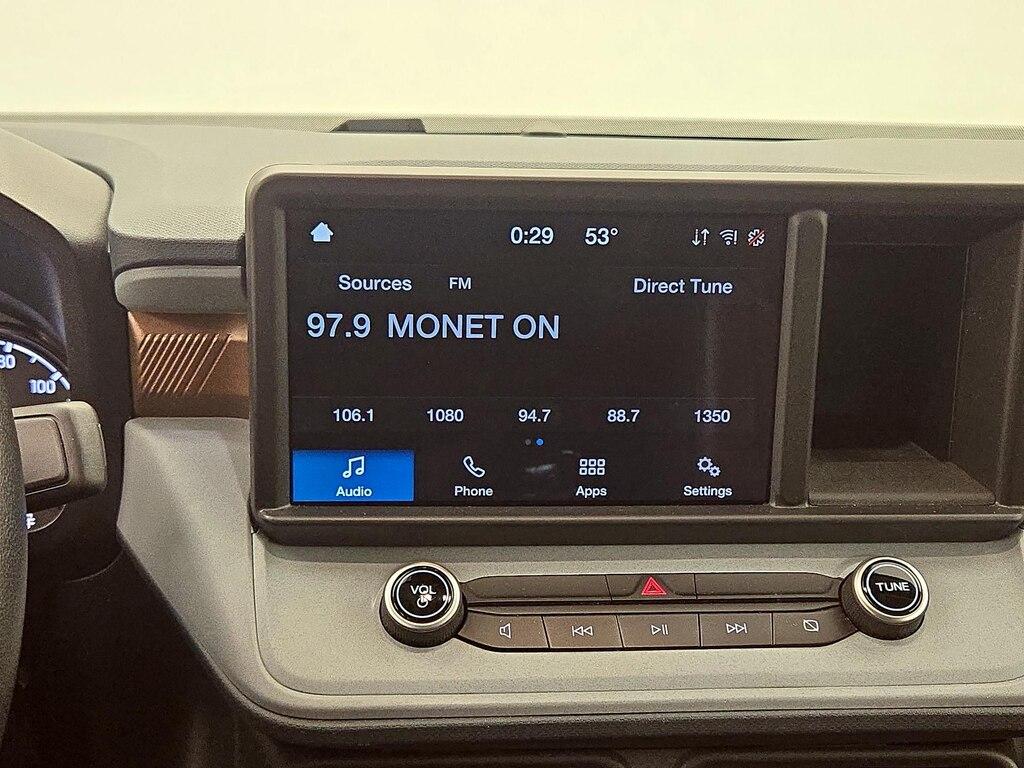 0:29 53°
Sources FM Direct Tune
97.9 MONET ON
106.1 1080 94.7 88.7 1350
Audio Phone Apps Settings
80
100
VOL
TUNE